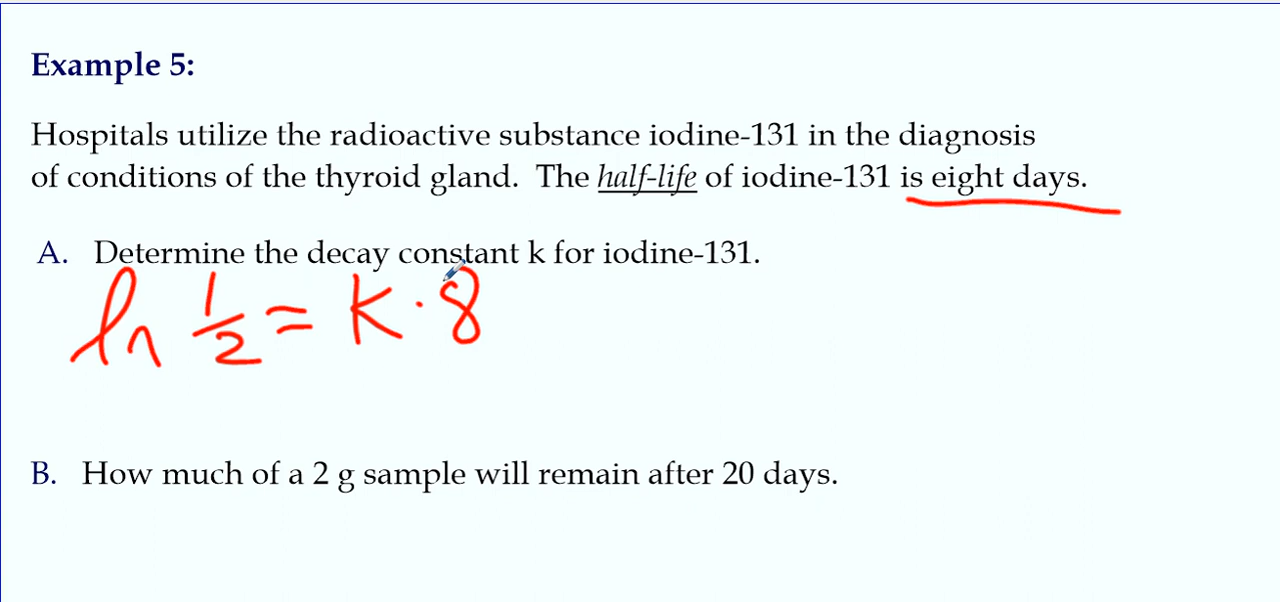 Example 5:
Hospitals utilize the radioactive substance iodine-131 in the diagnosis
of conditions of the thyroid gland. The half-life of iodine-131 is eight days.
A. Determine the decay constant k for iodine-131.
ln 1/2 = K · 8
B. How much of a 2 g sample will remain after 20 days.